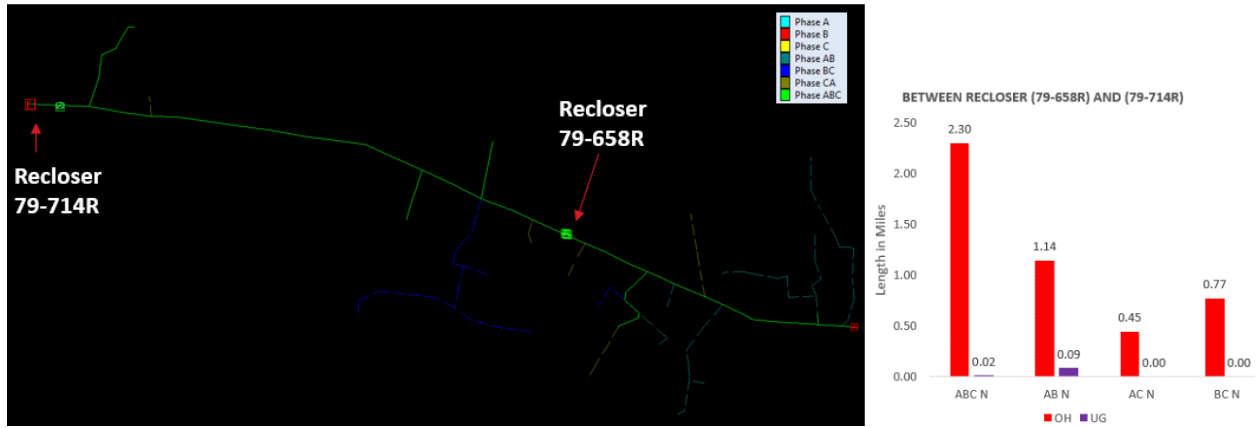 Phase A
Phase B
Phase C
Phase AB
Phase BC
Phase CA
Phase ABC
Recloser
79-658R
Recloser
79-714R
BETWEEN RECLOSER (79-658R) AND (79-714R)
Length in Miles
2.50
2.00
1.50
1.00
0.50
0.00
2.30
0.02
1.14
0.09
0.45
0.00
0.77
0.00
ABC N
AB N
AC N
BC N
OH
UG